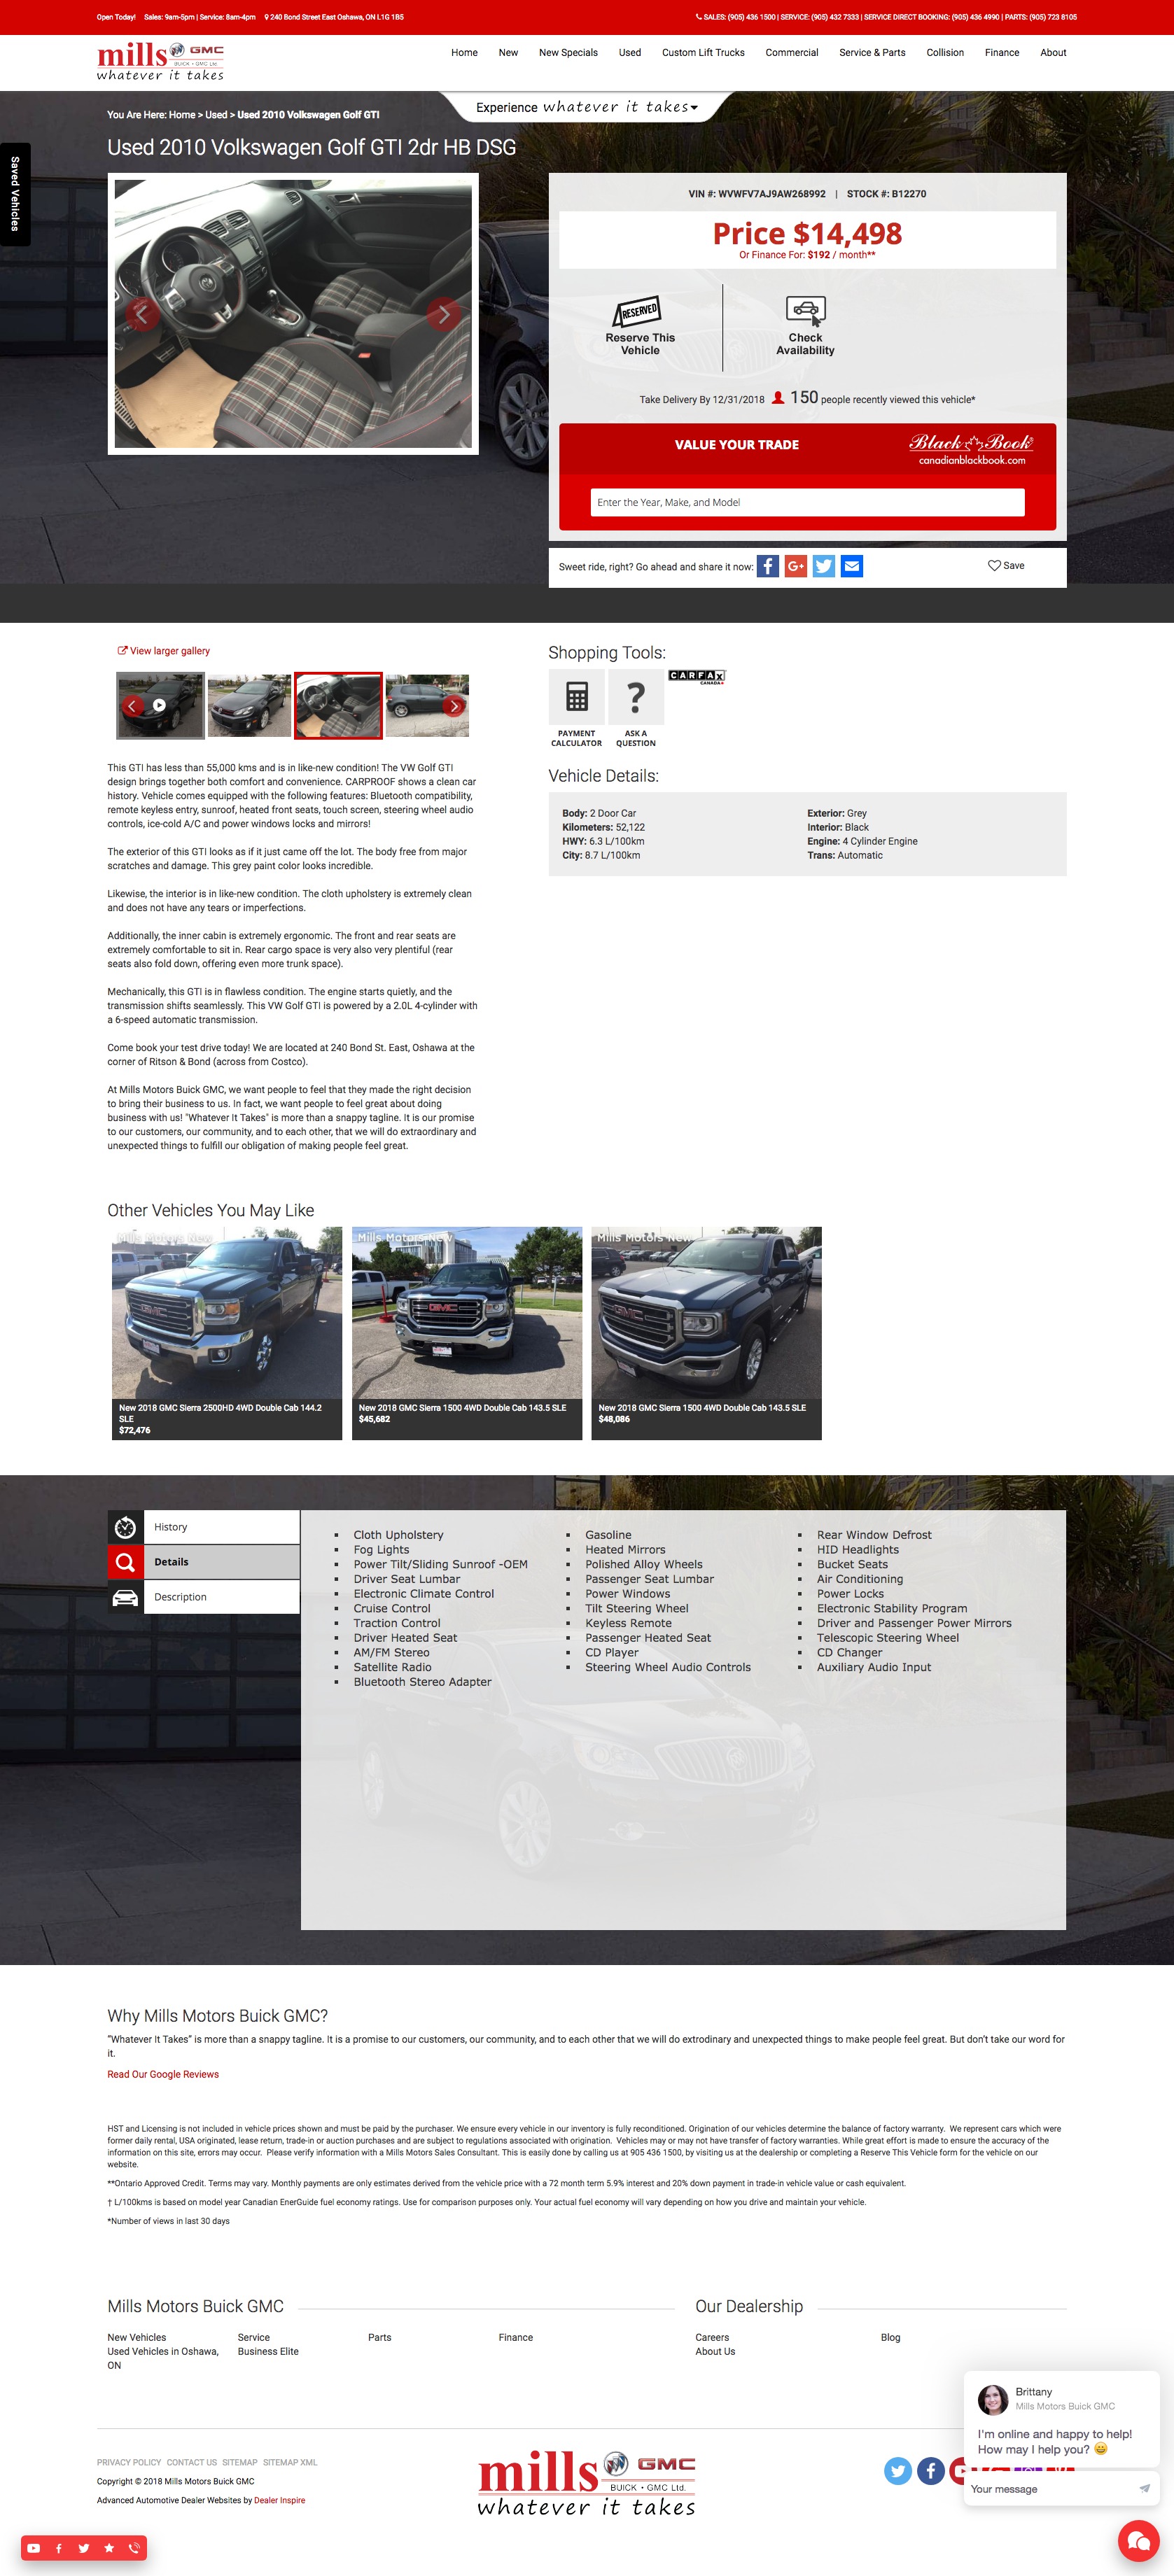 Open Today! Sales: 9am-5pm | Service: 8am-4pm 240 Bond Street East Oshawa, ON L1G 1B5
SALES: (905) 436 1500 | SERVICE: (905) 432 7333 | SERVICE DIRECT BOOKING: (905) 436 4990 | PARTS: (905) 723 8105
mills GMC
BUICK • GMC Ltd.
whatever it takes
Home New New Specials Used Custom Lift Trucks Commercial Service & Parts Collision Finance About
Experience whatever it takes
You Are Here: Home > Used > Used 2010 Volkswagen Golf GTI
Used 2010 Volkswagen Golf GTI 2dr HB DSG
Saved Vehicles
VIN #: WVWFV7AJ9AW268992 | STOCK #: B12270
Price $14,498
Or Finance For: $192 / month**
RESERVED
Reserve This
Vehicle
Check
Availability
Take Delivery By 12/31/2018 150 people recently viewed this vehicle*
VALUE YOUR TRADE
Black Book
canadianblackbook.com
Enter the Year, Make, and Model
Sweet ride, right? Go ahead and share it now:
Save
View larger gallery
Shopping Tools:
CARFAX
CANADA
PAYMENT
CALCULATOR
ASK A
QUESTION
Vehicle Details:
Body: 2 Door Car
Kilometers: 52,122
HWY: 6.3 L/100km
City: 8.7 L/100km
Exterior: Grey
Interior: Black
Engine: 4 Cylinder Engine
Trans: Automatic
This GTI has less than 55,000 kms and is in like-new condition! The VW Golf GTI
design brings together both comfort and convenience. CARPROOF shows a clean car
history. Vehicle comes equipped with the following features: Bluetooth compatibility,
remote keyless entry, sunroof, heated front seats, touch screen, steering wheel audio
controls, ice-cold A/C and power windows locks and mirrors!
The exterior of this GTI looks as if it just came off the lot. The body free from major
scratches and damage. This grey paint color looks incredible.
Likewise, the interior is in like-new condition. The cloth upholstery is extremely clean
and does not have any tears or imperfections.
Additionally, the inner cabin is extremely ergonomic. The front and rear seats are
extremely comfortable to sit in. Rear cargo space is very also very plentiful (rear
seats also fold down, offering even more trunk space).
Mechanically, this GTI is in flawless condition. The engine starts quietly, and the
transmission shifts seamlessly. This VW Golf GTI is powered by a 2.0L 4-cylinder with
a 6-speed automatic transmission.
Come book your test drive today! We are located at 240 Bond St. East, Oshawa at the
corner of Ritson & Bond (across from Costco).
At Mills Motors Buick GMC, we want people to feel that they made the right decision
to bring their business to us. In fact, we want people to feel great about doing
business with us! "Whatever It Takes" is more than a snappy tagline. It is our promise
to our customers, our community, and to each other, that we will do extraordinary and
unexpected things to fulfill our obligation of making people feel great.
Other Vehicles You May Like
Mills Motors New
Mills Motors New
Mills Motors New
GMC
GMC
GMC
New 2018 GMC Sierra 2500HD 4WD Double Cab 144.2
SLE
$72,476
New 2018 GMC Sierra 1500 4WD Double Cab 143.5 SLE
$45,682
New 2018 GMC Sierra 1500 4WD Double Cab 143.5 SLE
$48,086
History
Details
Description
Cloth Upholstery
Fog Lights
Power Tilt/Sliding Sunroof -OEM
Driver Seat Lumbar
Electronic Climate Control
Cruise Control
Traction Control
Driver Heated Seat
AM/FM Stereo
Satellite Radio
Bluetooth Stereo Adapter
Gasoline
Heated Mirrors
Polished Alloy Wheels
Passenger Seat Lumbar
Power Windows
Tilt Steering Wheel
Keyless Remote
Passenger Heated Seat
CD Player
Steering Wheel Audio Controls
Rear Window Defrost
HID Headlights
Bucket Seats
Air Conditioning
Power Locks
Electronic Stability Program
Driver and Passenger Power Mirrors
Telescopic Steering Wheel
CD Changer
Auxiliary Audio Input
Why Mills Motors Buick GMC?
"Whatever It Takes" is more than a snappy tagline. It is a promise to our customers, our community, and to each other that we will do extrodinary and unexpected things to make people feel great. But don't take our word for
it.
Read Our Google Reviews
HST and Licensing is not included in vehicle prices shown and must be paid by the purchaser. We ensure every vehicle in our inventory is fully reconditioned. Origination of our vehicles determine the balance of factory warranty. We represent cars which were
former daily rental, USA originated, lease return, trade-in or auction purchases and are subject to regulations associated with origination. Vehicles may or may not have transfer of factory warranties. While great effort is made to ensure the accuracy of the
information on this site, errors may occur. Please verify information with a Mills Motors Sales Consultant. This is easily done by calling us at 905 436 1500, by visiting us at the dealership or completing a Reserve This Vehicle form for the vehicle on our
website.
**Ontario Approved Credit. Terms may vary. Monthly payments are only estimates derived from the vehicle price with a 72 month term 5.9% interest and 20% down payment in trade-in vehicle value or cash equivalent.
† L/100kms is based on model year Canadian EnerGuide fuel economy ratings. Use for comparison purposes only. Your actual fuel economy will vary depending on how you drive and maintain your vehicle.
*Number of views in last 30 days
Mills Motors Buick GMC
Our Dealership
New Vehicles
Used Vehicles in Oshawa,
ON
Service
Business Elite
Parts
Finance
Careers
About Us
Blog
Brittany
Mills Motors Buick GMC
I'm online and happy to help!
How may I help you?
Your message
PRIVACY POLICY CONTACT US SITEMAP SITEMAP XML
Copyright © 2018 Mills Motors Buick GMC
Advanced Automotive Dealer Websites by Dealer Inspire
mills GMC
BUICK • GMC Ltd.
whatever it takes